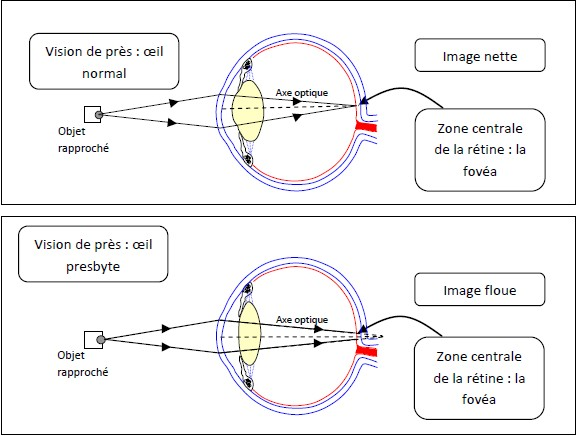 Vision de près : œil
normal
Image nette
Axe optique
Objet
rapproché
Zone centrale
de la rétine : la
fovéa
Vision de près : œil
presbyte
Image floue
Axe optique
Objet
rapproché
Zone centrale
de la rétine : la
fovéa